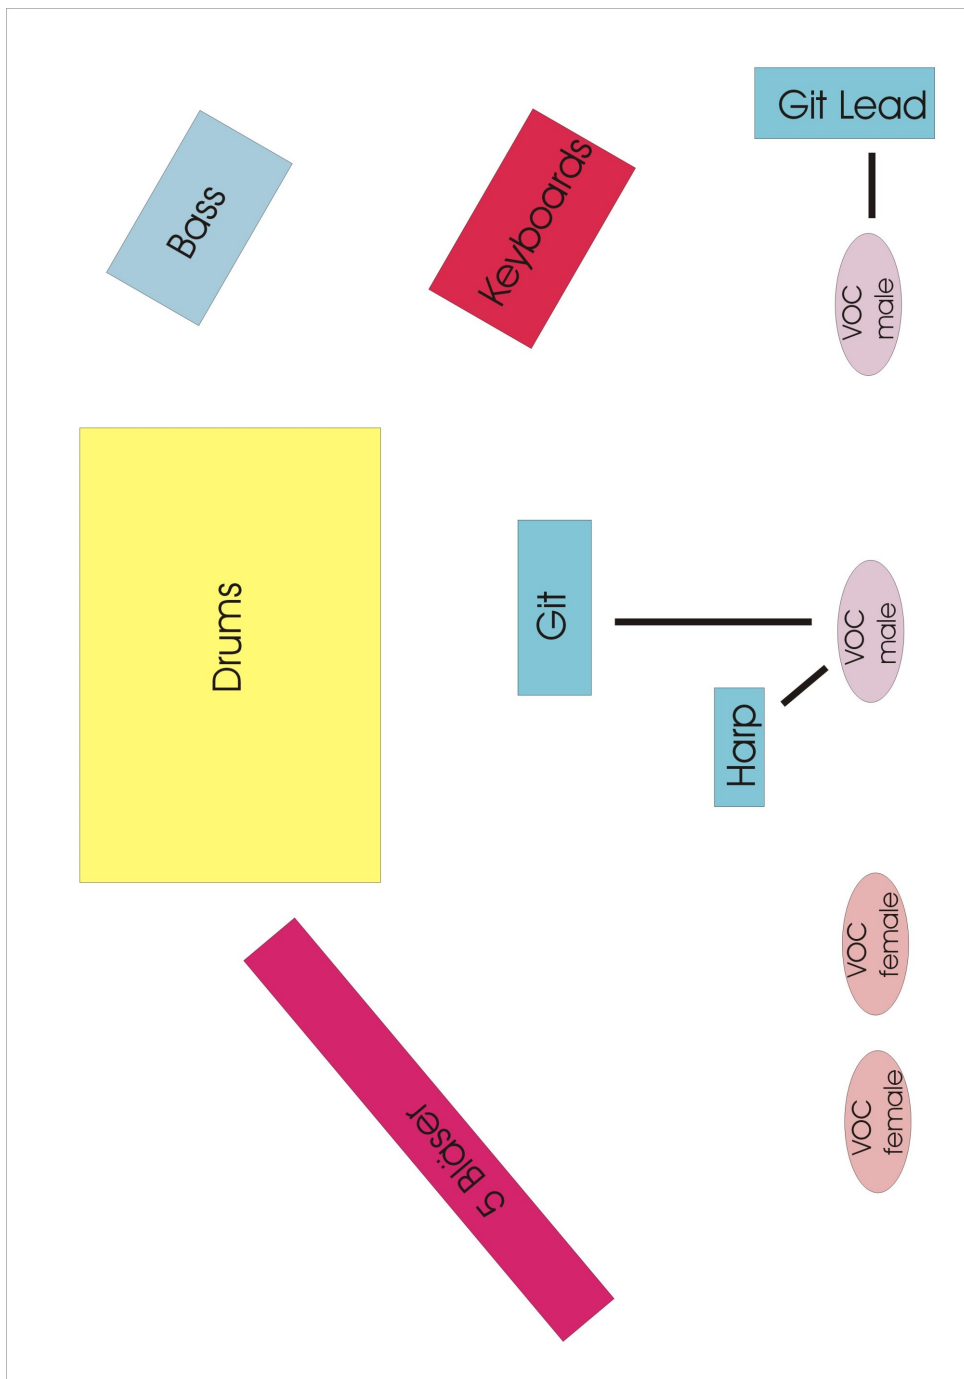 Git Lead
Bass
Keyboards
VOC
male
Drums
Git
VOC
male
Harp
VOC
female
VOC
female
5 Bläser